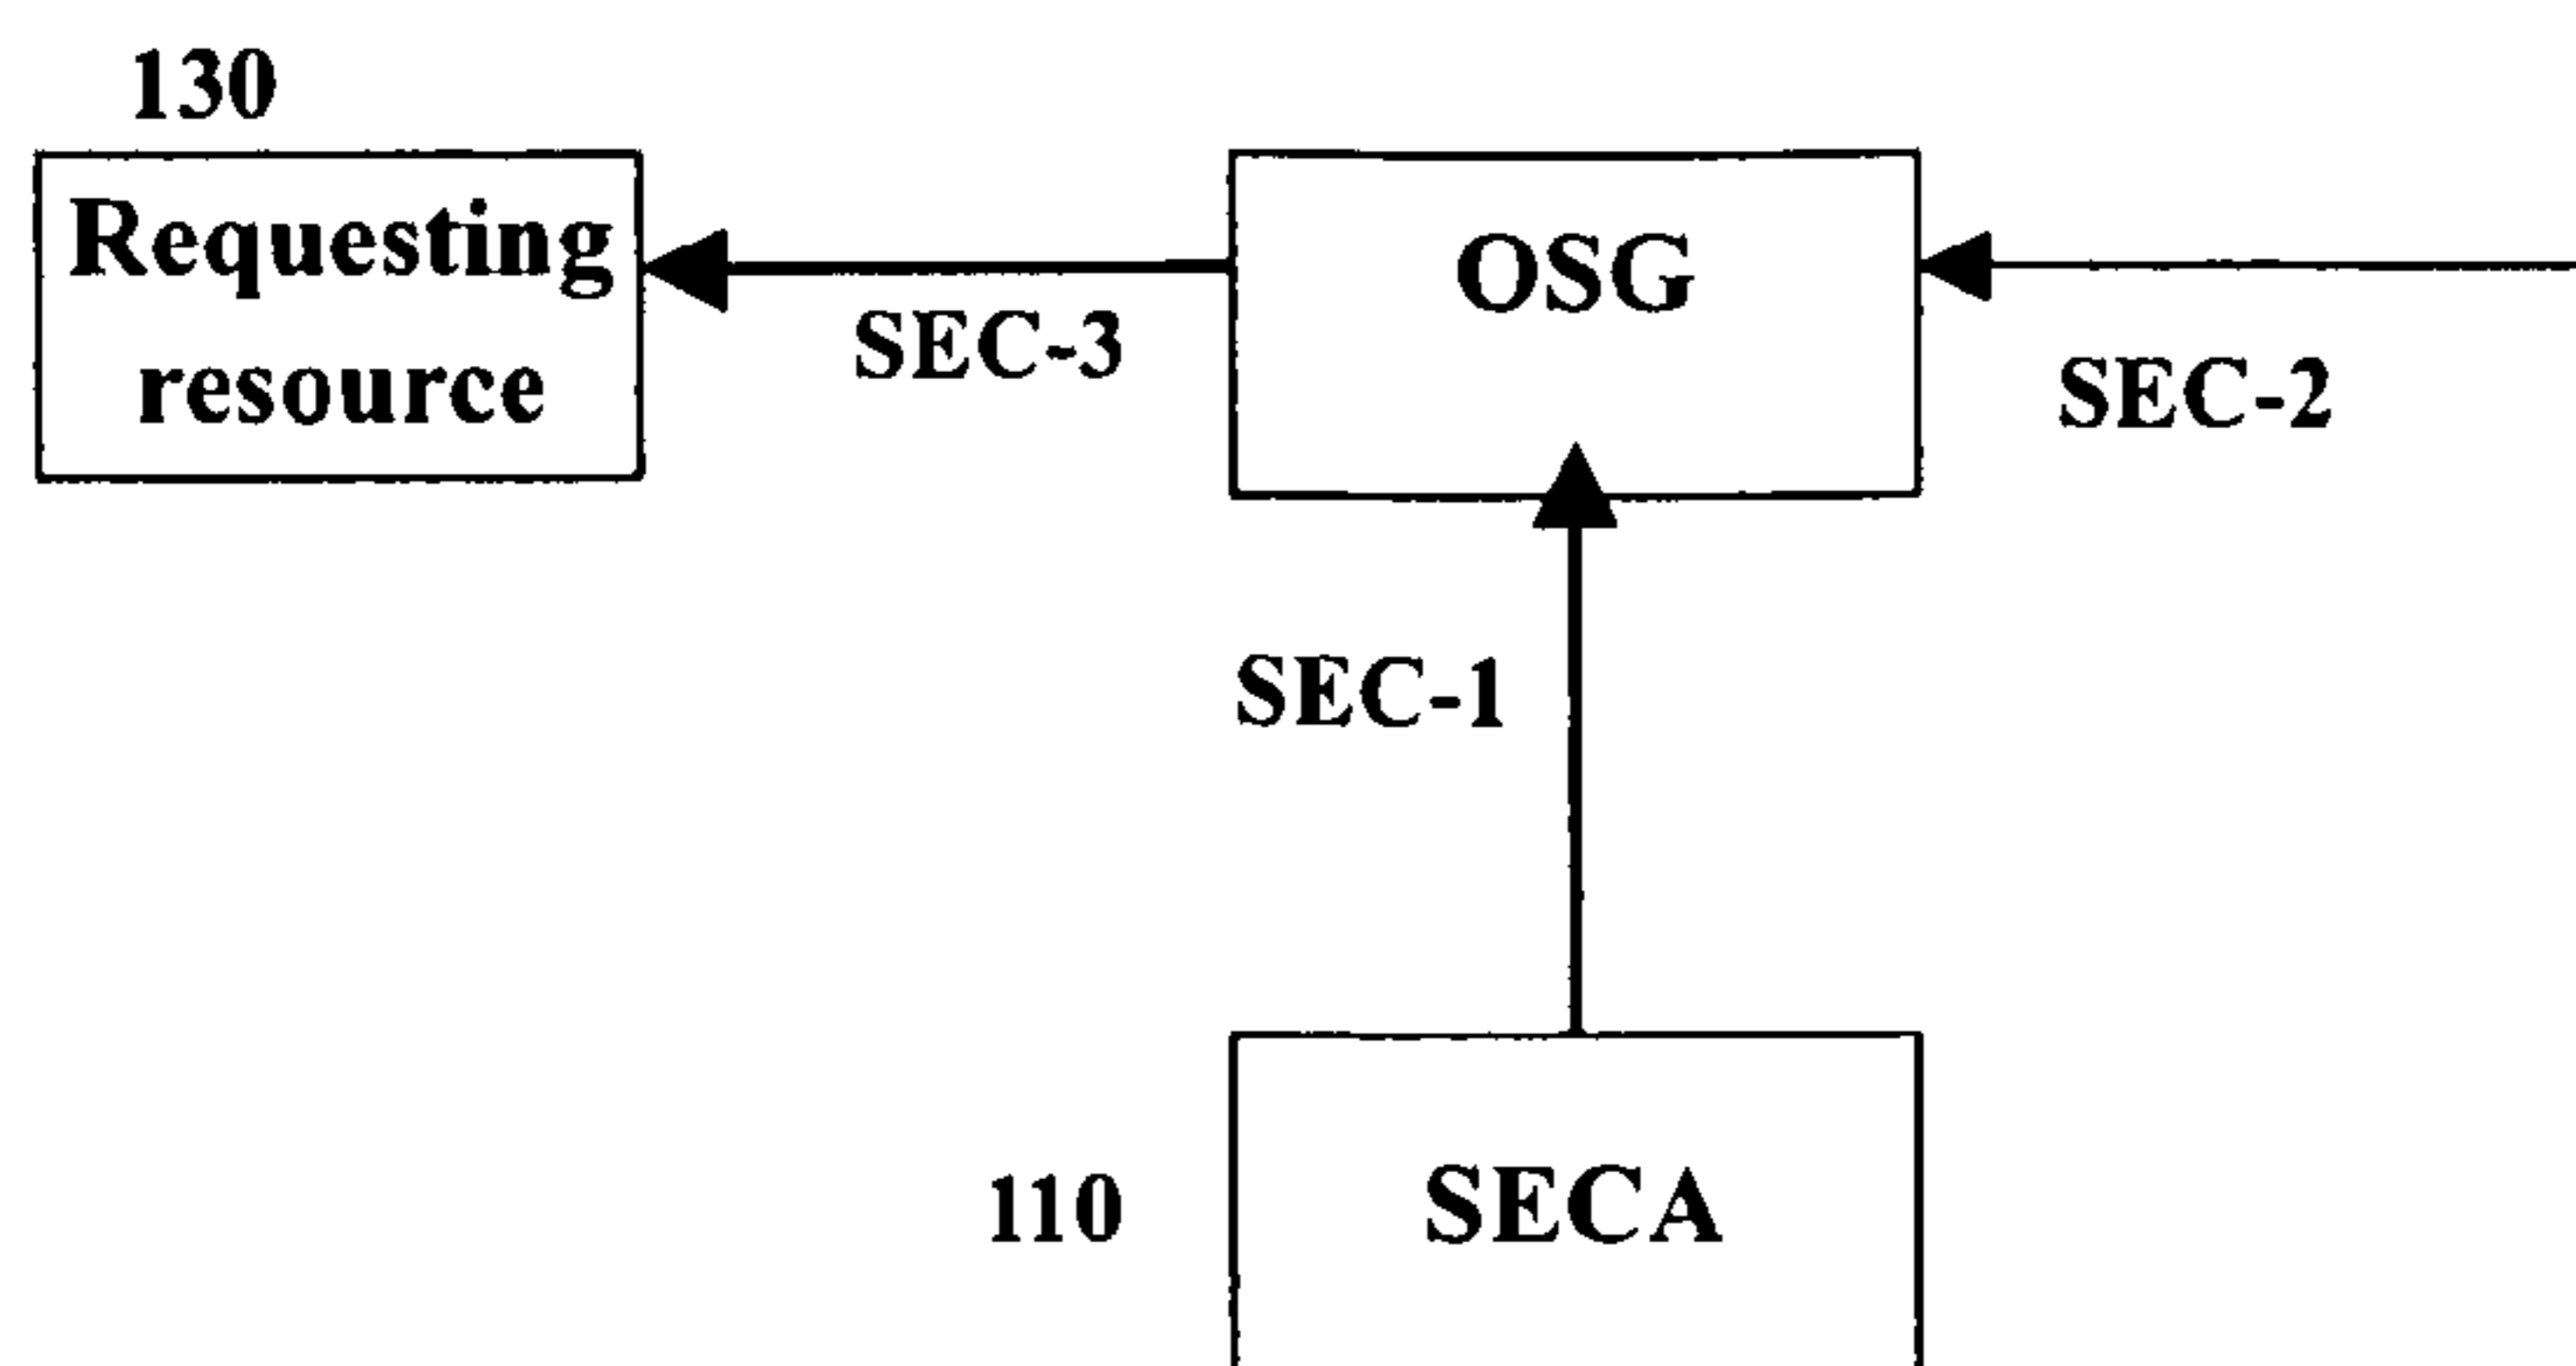 130
Requesting
resource
OSG
SEC-3
SEC-2
SEC-1
110
SECA